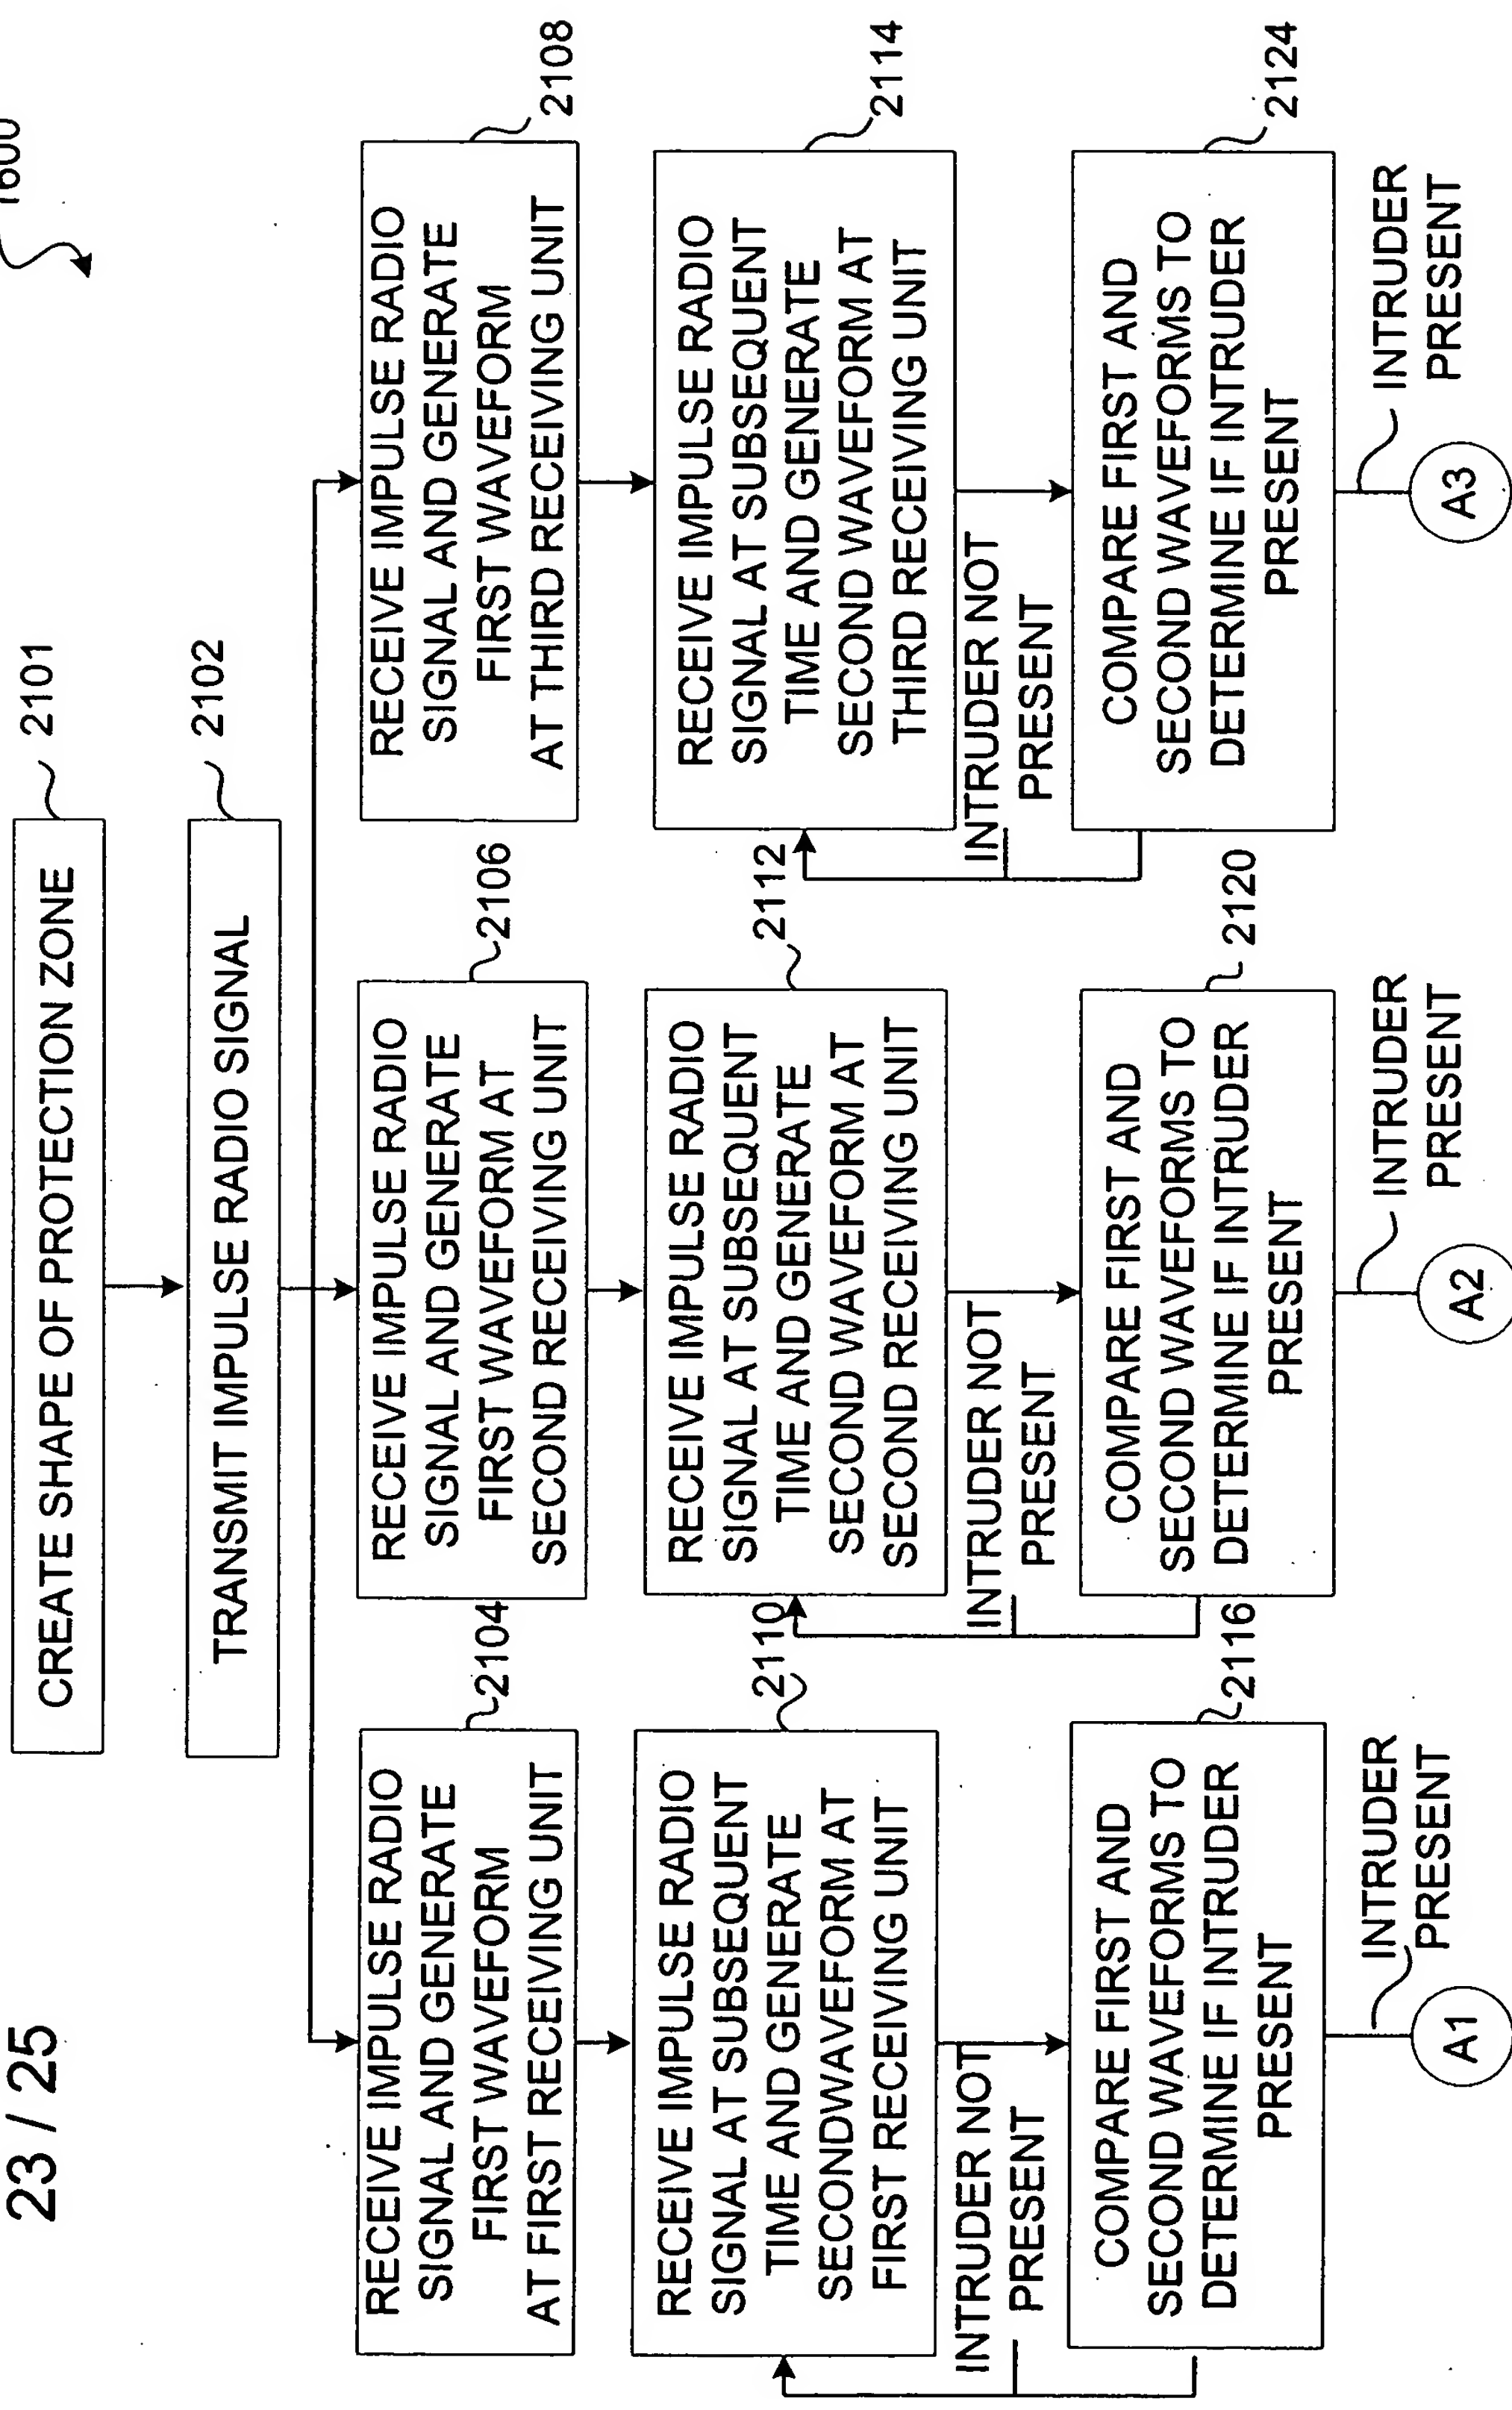 23 / 25
1600
CREATE SHAPE OF PROTECTION ZONE
2101
TRANSMIT IMPULSE RADIO SIGNAL
2102
RECEIVE IMPULSE RADIO
SIGNAL AND GENERATE
FIRST WAVEFORM
AT FIRST RECEIVING UNIT
2104
RECEIVE IMPULSE RADIO
SIGNAL AND GENERATE
FIRST WAVEFORM AT
SECOND RECEIVING UNIT
2106
RECEIVE IMPULSE RADIO
SIGNAL AND GENERATE
FIRST WAVEFORM
AT THIRD RECEIVING UNIT
2108
RECEIVE IMPULSE RADIO
SIGNAL AT SUBSEQUENT
TIME AND GENERATE
SECONDWAVEFORM AT
FIRST RECEIVING UNIT
2110
RECEIVE IMPULSE RADIO
SIGNAL AT SUBSEQUENT
TIME AND GENERATE
SECOND WAVEFORM AT
SECOND RECEIVING UNIT
2112
RECEIVE IMPULSE RADIO
SIGNAL AT SUBSEQUENT
TIME AND GENERATE
SECOND WAVEFORM AT
THIRD RECEIVING UNIT
2114
INTRUDER NOT
PRESENT
INTRUDER NOT
PRESENT
INTRUDER NOT
PRESENT
COMPARE FIRST AND
SECOND WAVEFORMS TO
DETERMINE IF INTRUDER
PRESENT
2116
COMPARE FIRST AND
SECOND WAVEFORMS TO
DETERMINE IF INTRUDER
PRESENT
2120
COMPARE FIRST AND
SECOND WAVEFORMS TO
DETERMINE IF INTRUDER
PRESENT
2124
INTRUDER
PRESENT
INTRUDER
PRESENT
INTRUDER
PRESENT
A1
A2
A3